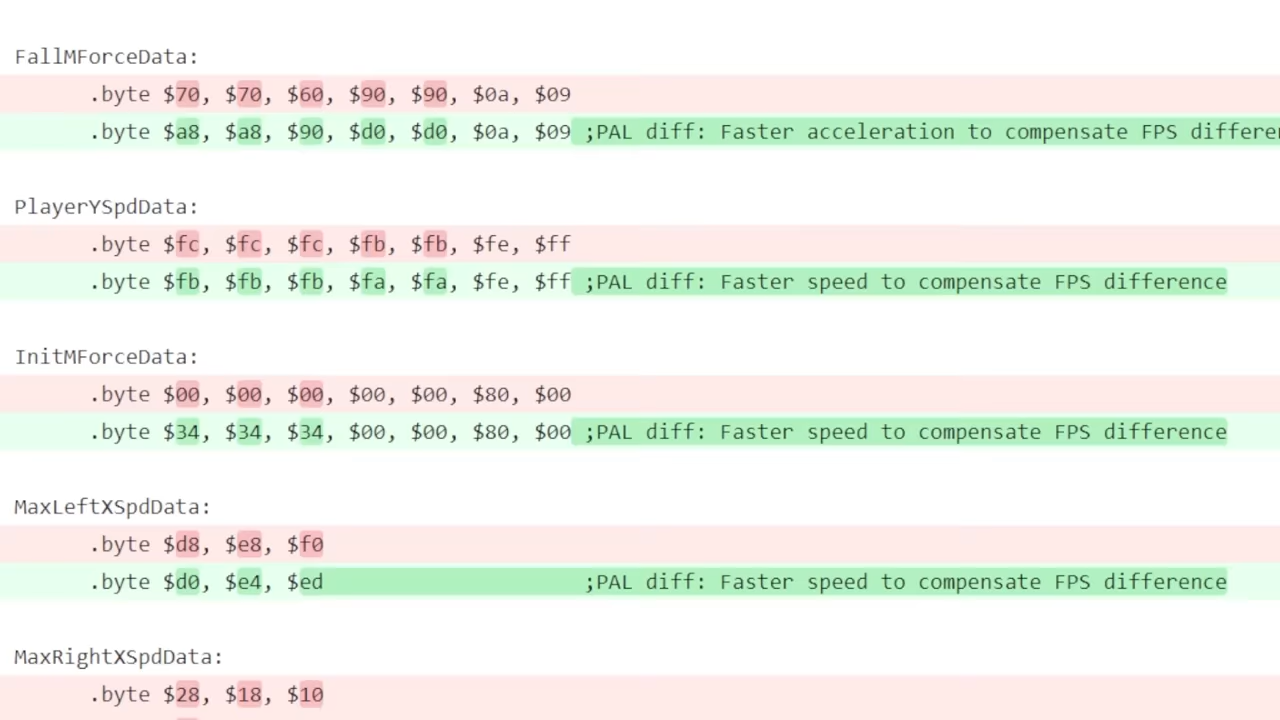 FallMForceData:
.byte $70, $70, $60, $90, $90, $0a, $09
.byte $a8, $a8, $90, $d0, $d0, $0a, $09 ;PAL diff: Faster acceleration to compensate FPS
PlayerYSpdData:
.byte $fc, $fc, $fc, $fb, $fb, $fe, $ff
.byte $fb, $fb, $fb, $fa, $fa, $fe, $ff ;PAL diff: Faster speed to compensate FPS difference
InitMForceData:
.byte $00, $00, $00, $00, $00, $80, $00
.byte $34, $34, $34, $00, $00, $80, $00 ;PAL diff: Faster speed to compensate FPS difference
MaxLeftXSpdData:
.byte $d8, $e8, $f0
.byte $d0, $e4, $ed ;PAL diff: Faster speed to compensate FPS difference
MaxRightXSpdData:
.byte $28, $18, $10